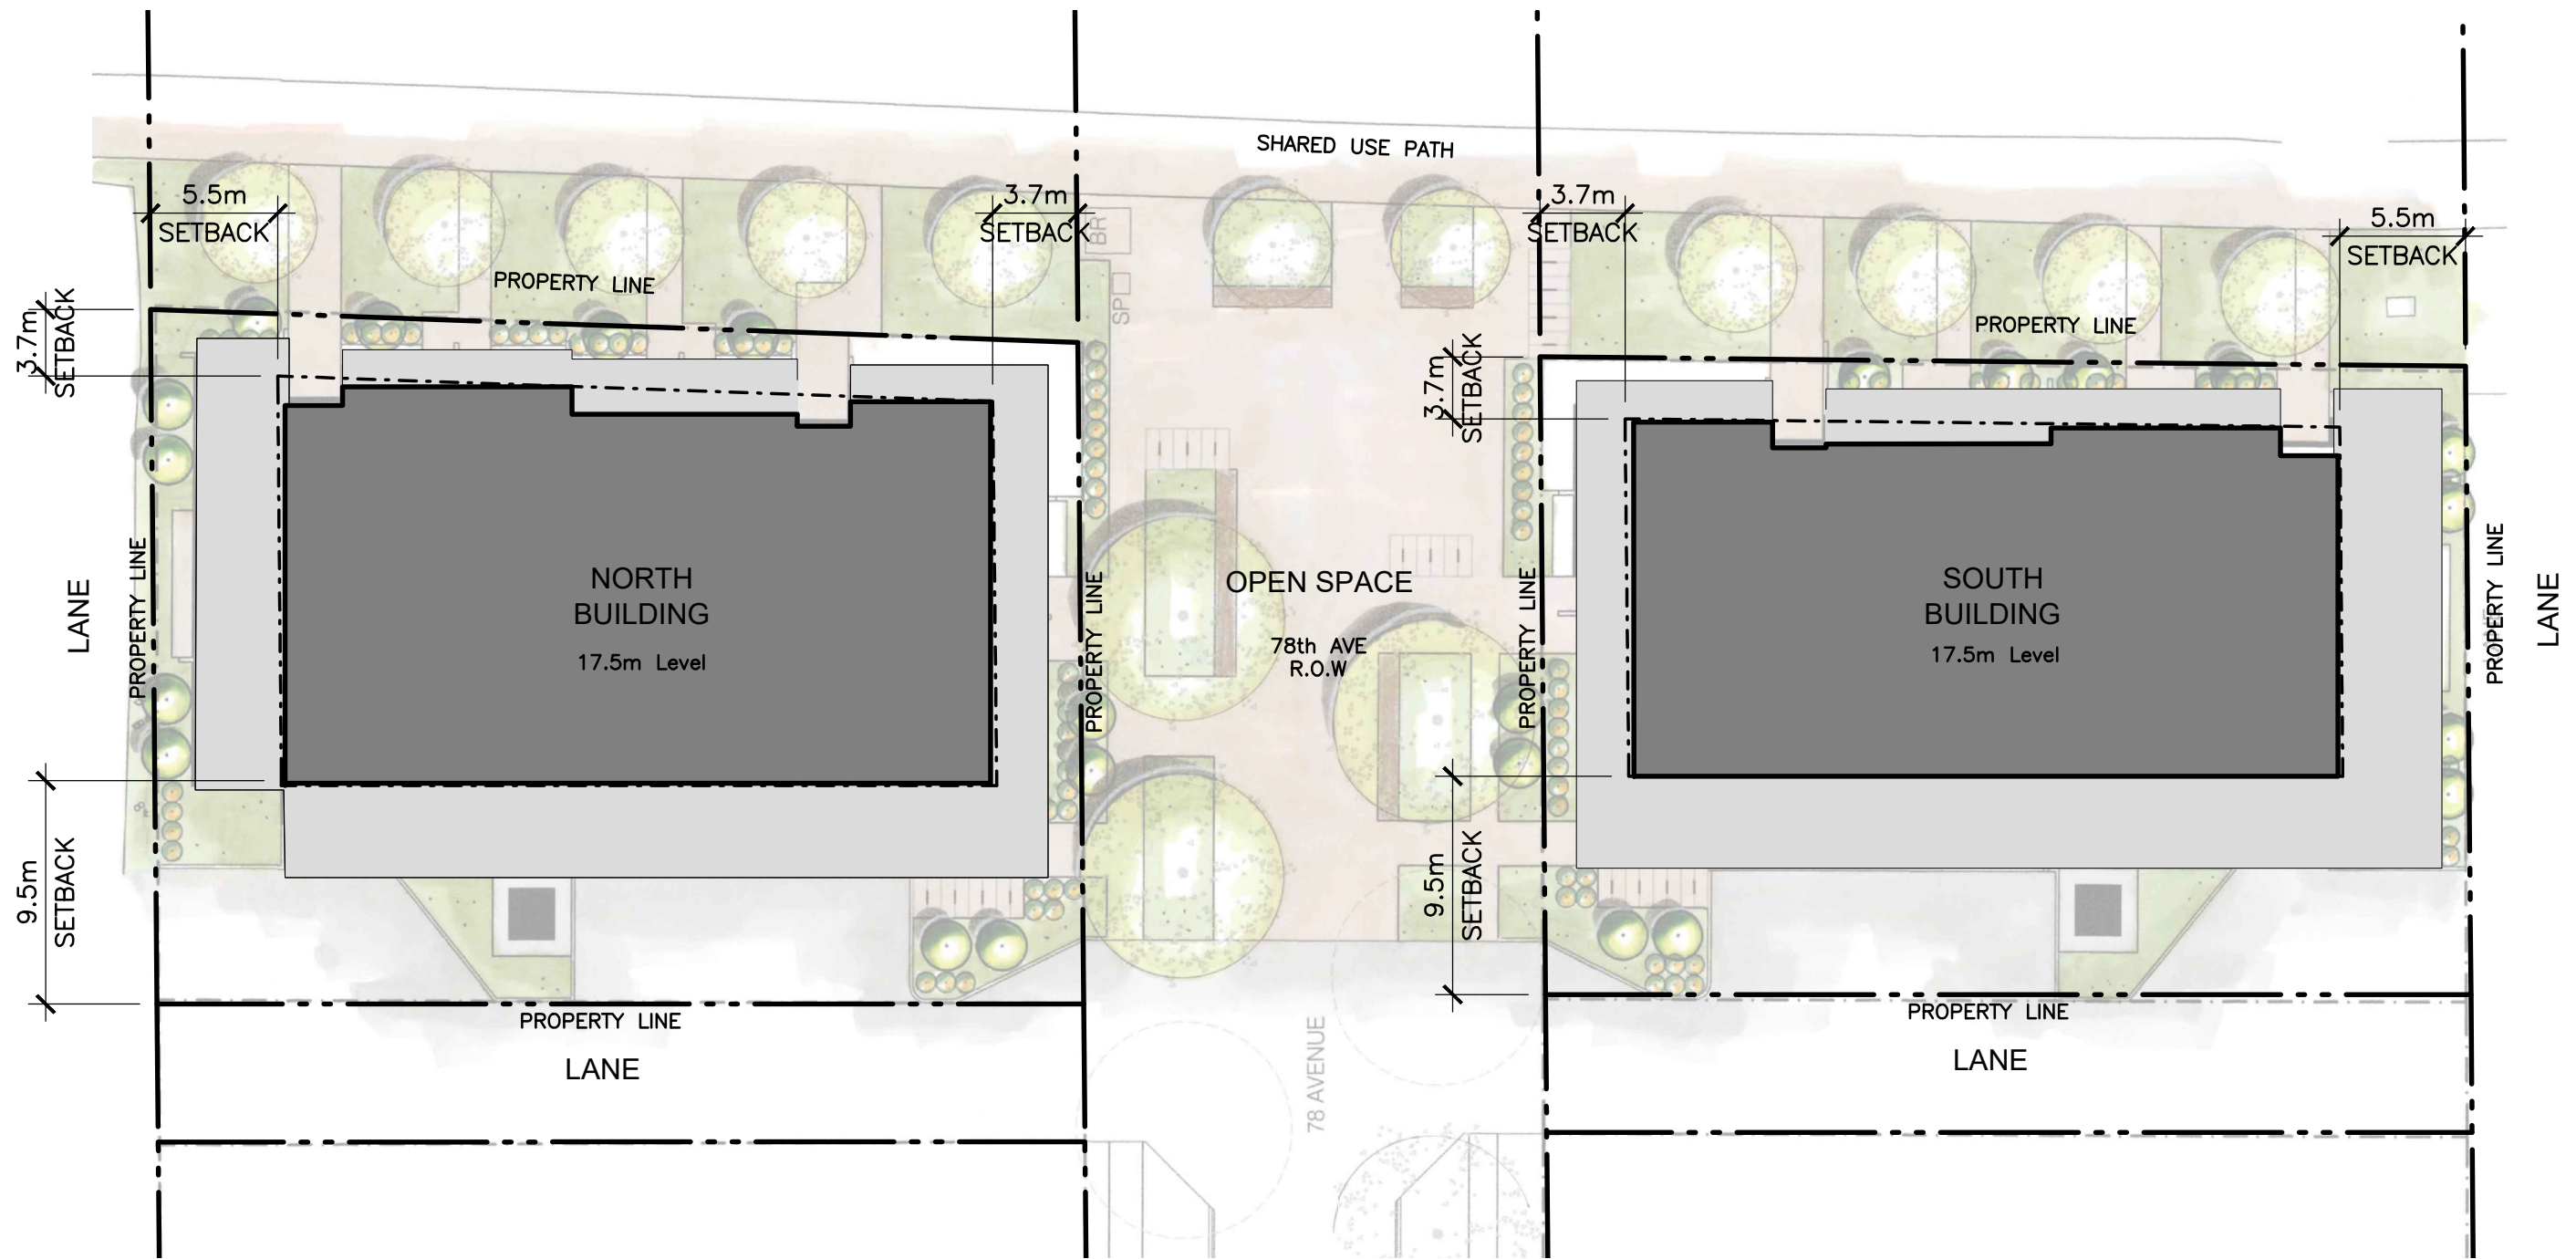 SHARED USE PATH
5.5m
SETBACK
3.7m
SETBACK
3.7m
SETBACK
5.5m
SETBACK
BR
SP
PROPERTY LINE
PROPERTY LINE
3.7m
SETBACK
3.7m
SETBACK
LANE
PROPERTY LINE
NORTH
BUILDING
17.5m Level
PROPERTY LINE
OPEN SPACE
78th AVE
R.O.W
PROPERTY LINE
SOUTH
BUILDING
17.5m Level
PROPERTY LINE
LANE
9.5m
SETBACK
9.5m
SETBACK
PROPERTY LINE
LANE
78 AVENUE
PROPERTY LINE
LANE